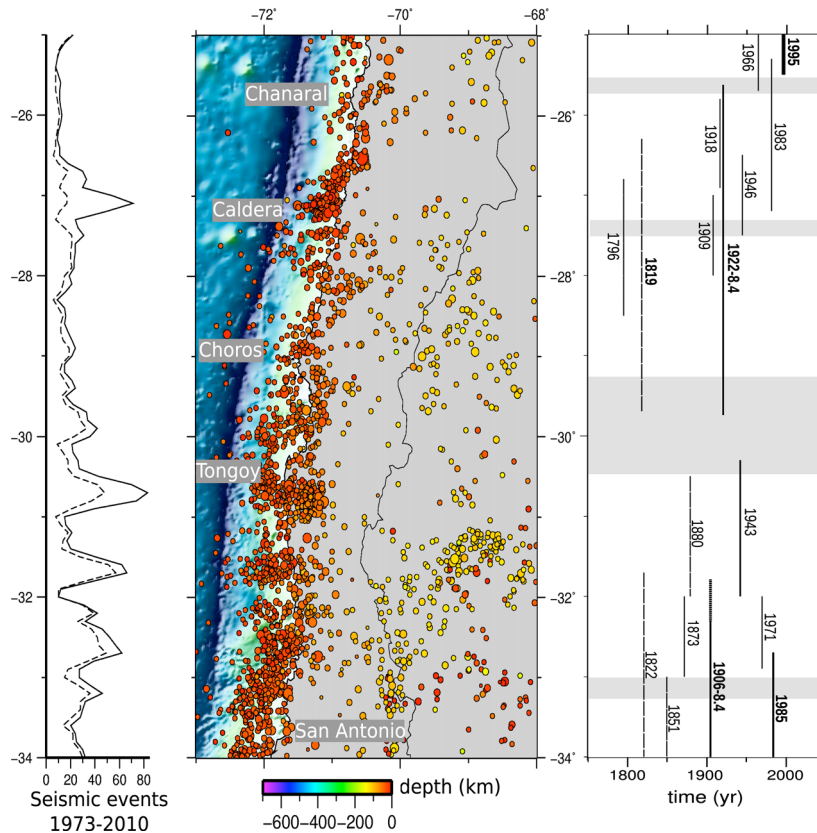 −72˚ −70˚ −68˚
−26
−28
−30
−32
−34
0 20 40 60 80
Seismic events
1973-2010
Chanaral
Caldera
Choros
Tongoy
San Antonio
−26˚
−28˚
−30˚
−32˚
−34˚
depth (km)
−600−400−200 0
1966
1995
1983
1918
1946
1909
1796
1819
1922-8.4
1943
1880
1873
1971
1822
1906-8.4
1851
1985
1800 1900 2000
time (yr)